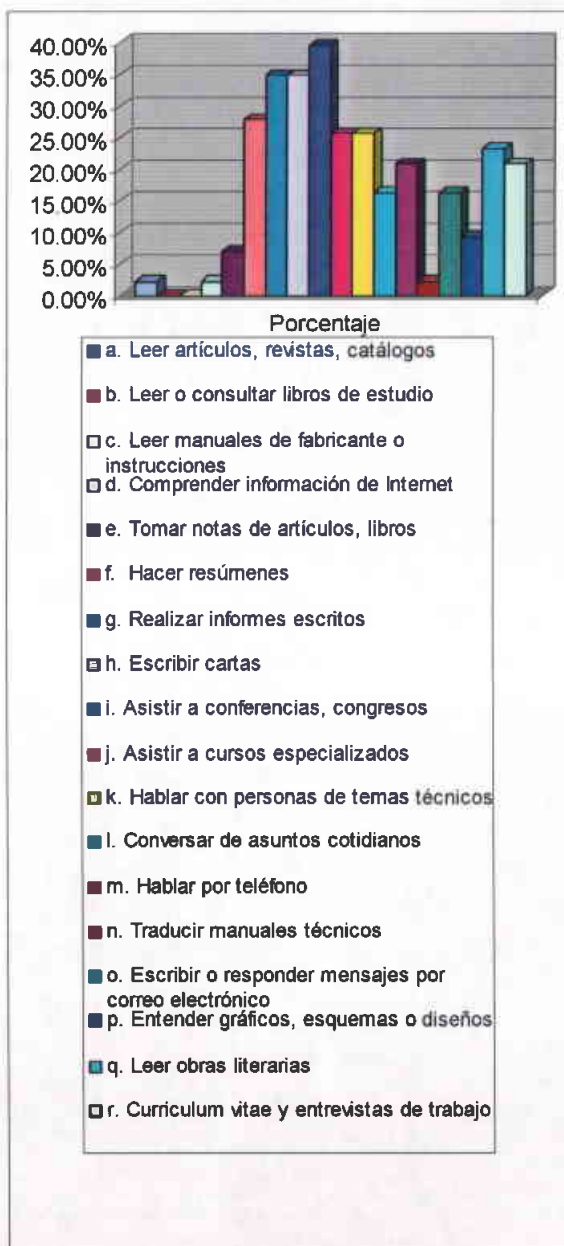 40.00%
35.00%
30.00%
25.00%
20.00%
15.00%
10.00%
5.00%
0.00%
Porcentaje
a. Leer artículos, revistas, catálogos
b. Leer o consultar libros de estudio
c. Leer manuales de fabricante o
instrucciones
d. Comprender información de Internet
e. Tomar notas de artículos, libros
f. Hacer resúmenes
g. Realizar informes escritos
h. Escribir cartas
i. Asistir a conferencias, congresos
j. Asistir a cursos especializados
k. Hablar con personas de temas técnicos
l. Conversar de asuntos cotidianos
m. Hablar por teléfono
n. Traducir manuales técnicos
o. Escribir o responder mensajes por
correo electrónico
p. Entender gráficos, esquemas o diseños
q. Leer obras literarias
r. Curriculum vitae y entrevistas de trabajo